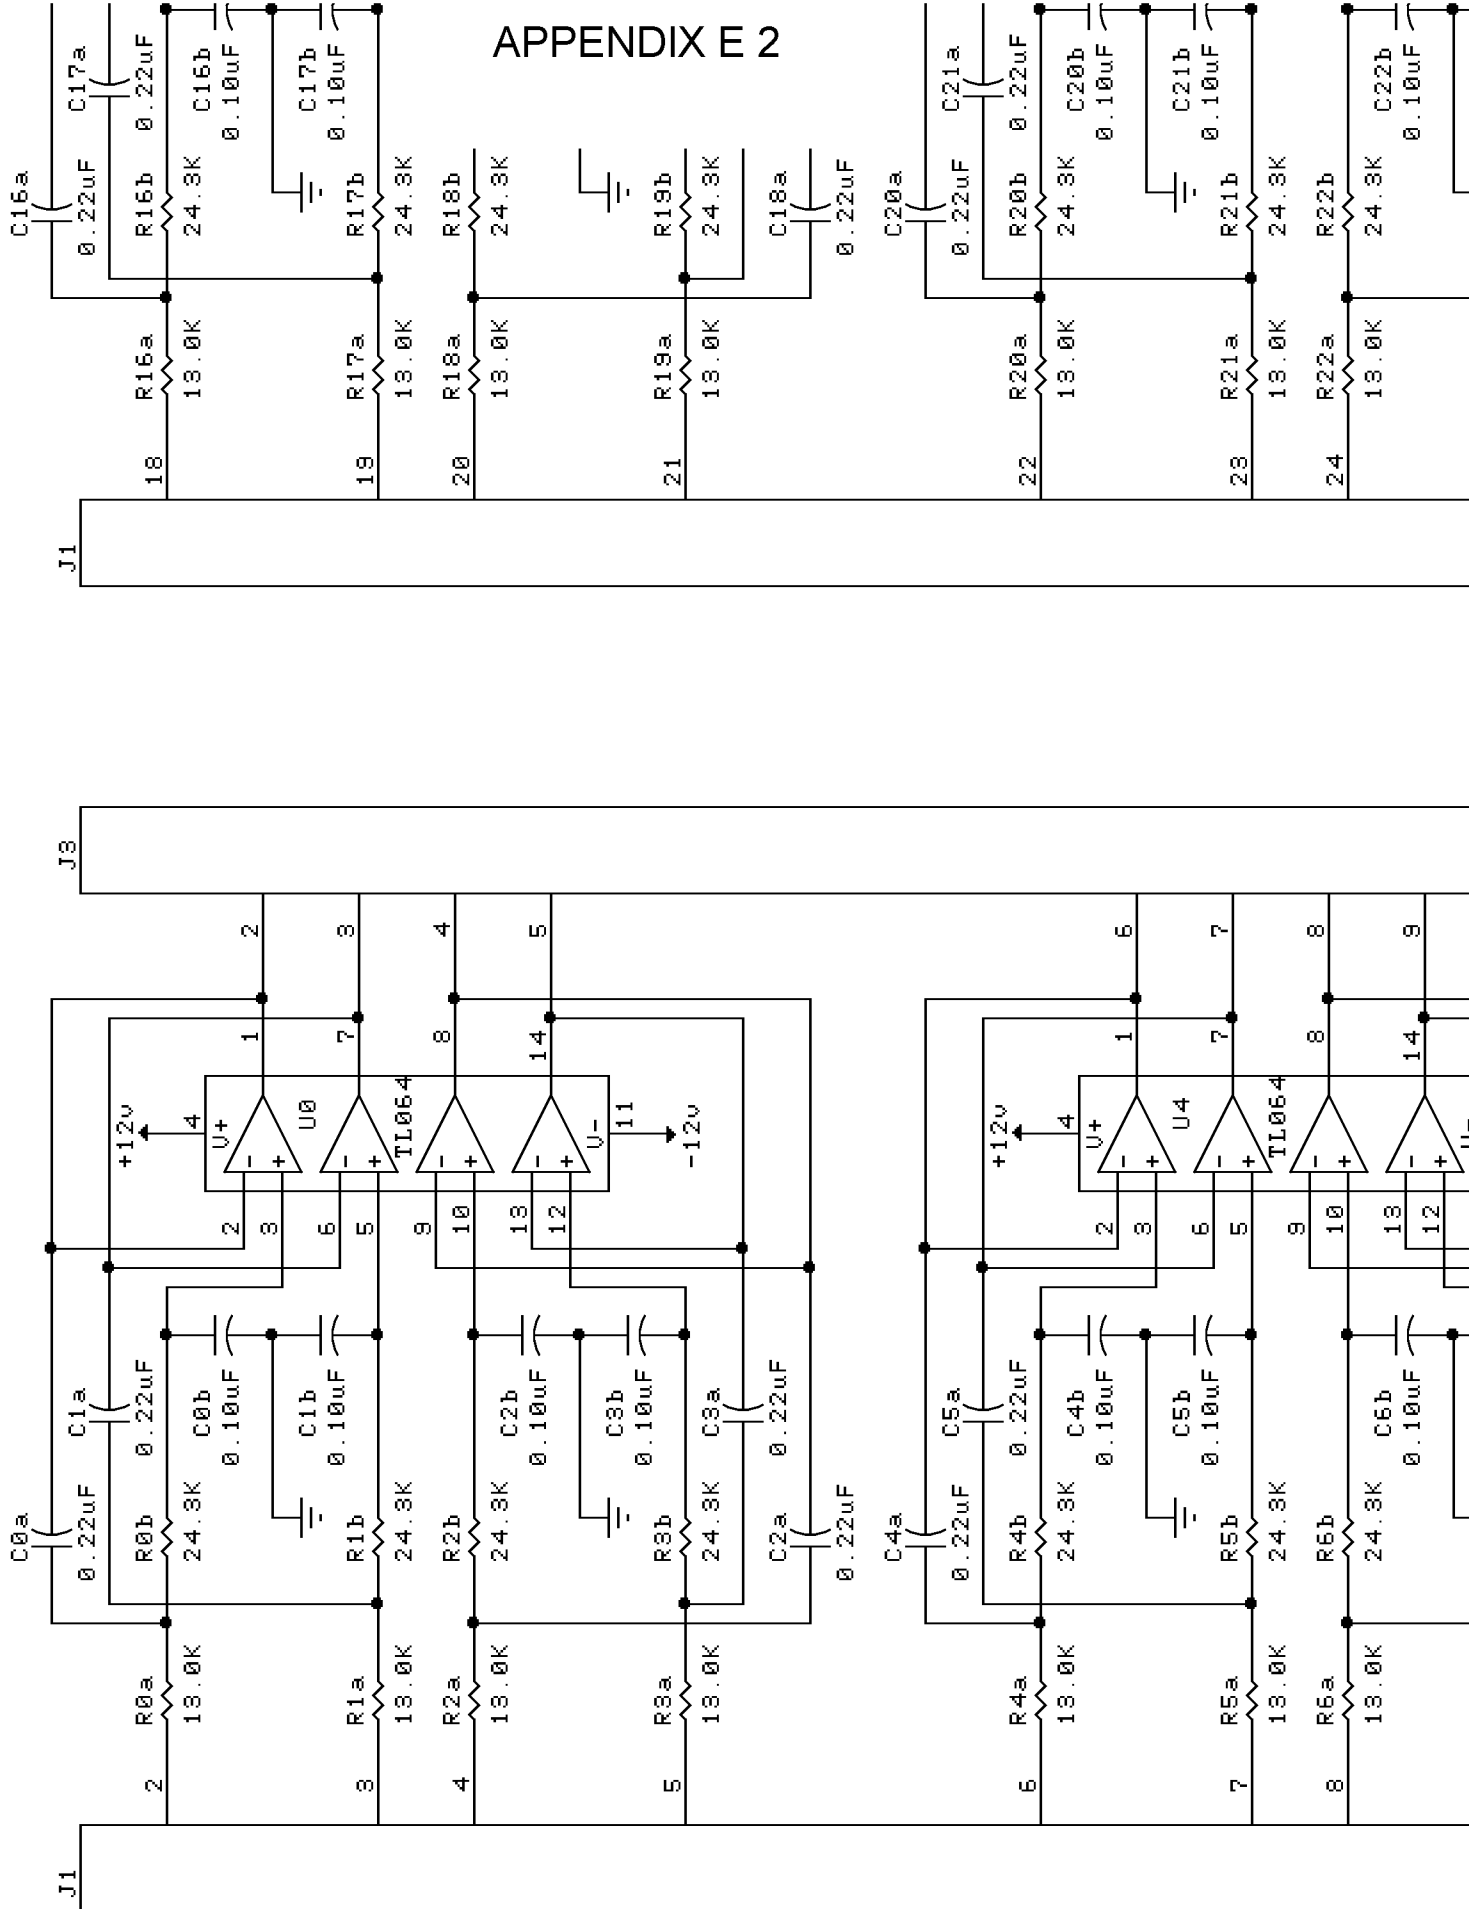 APPENDIX E 2
C16a
0.22uF
C17a
0.22uF
R16b
24.3K
C16b
0.10uF
C17b
0.10uF
R17b
24.3K
R18b
24.3K
R19b
24.3K
C18a
0.22uF
C20a
0.22uF
C21a
0.22uF
R20b
24.3K
C20b
0.10uF
C21b
0.10uF
R21b
24.3K
R22b
24.3K
C22b
0.10uF
R16a
13.0K
R17a
13.0K
R18a
13.0K
R19a
13.0K
R20a
13.0K
R21a
13.0K
R22a
13.0K
18
19
20
21
22
23
24
J1
J3
2
3
4
5
6
7
8
9
1
7
8
14
1
7
8
14
+12v
4
V+
U0
TL064
V-
11
-12v
- +
- +
- +
- +
2
3
6
5
9
10
13
12
+12v
4
V+
U4
TL064
- +
- +
- +
- +
2
3
6
5
9
10
13
12
C0a
0.22uF
C1a
0.22uF
R0b
24.3K
C0b
0.10uF
C1b
0.10uF
R1b
24.3K
R2b
24.3K
C2b
0.10uF
C3b
0.10uF
R3b
24.3K
C3a
0.22uF
C2a
0.22uF
C4a
0.22uF
C5a
0.22uF
R4b
24.3K
C4b
0.10uF
C5b
0.10uF
R5b
24.3K
R6b
24.3K
C6b
0.10uF
R0a
13.0K
R1a
13.0K
R2a
13.0K
R3a
13.0K
R4a
13.0K
R5a
13.0K
R6a
13.0K
2
3
4
5
6
7
8
J1